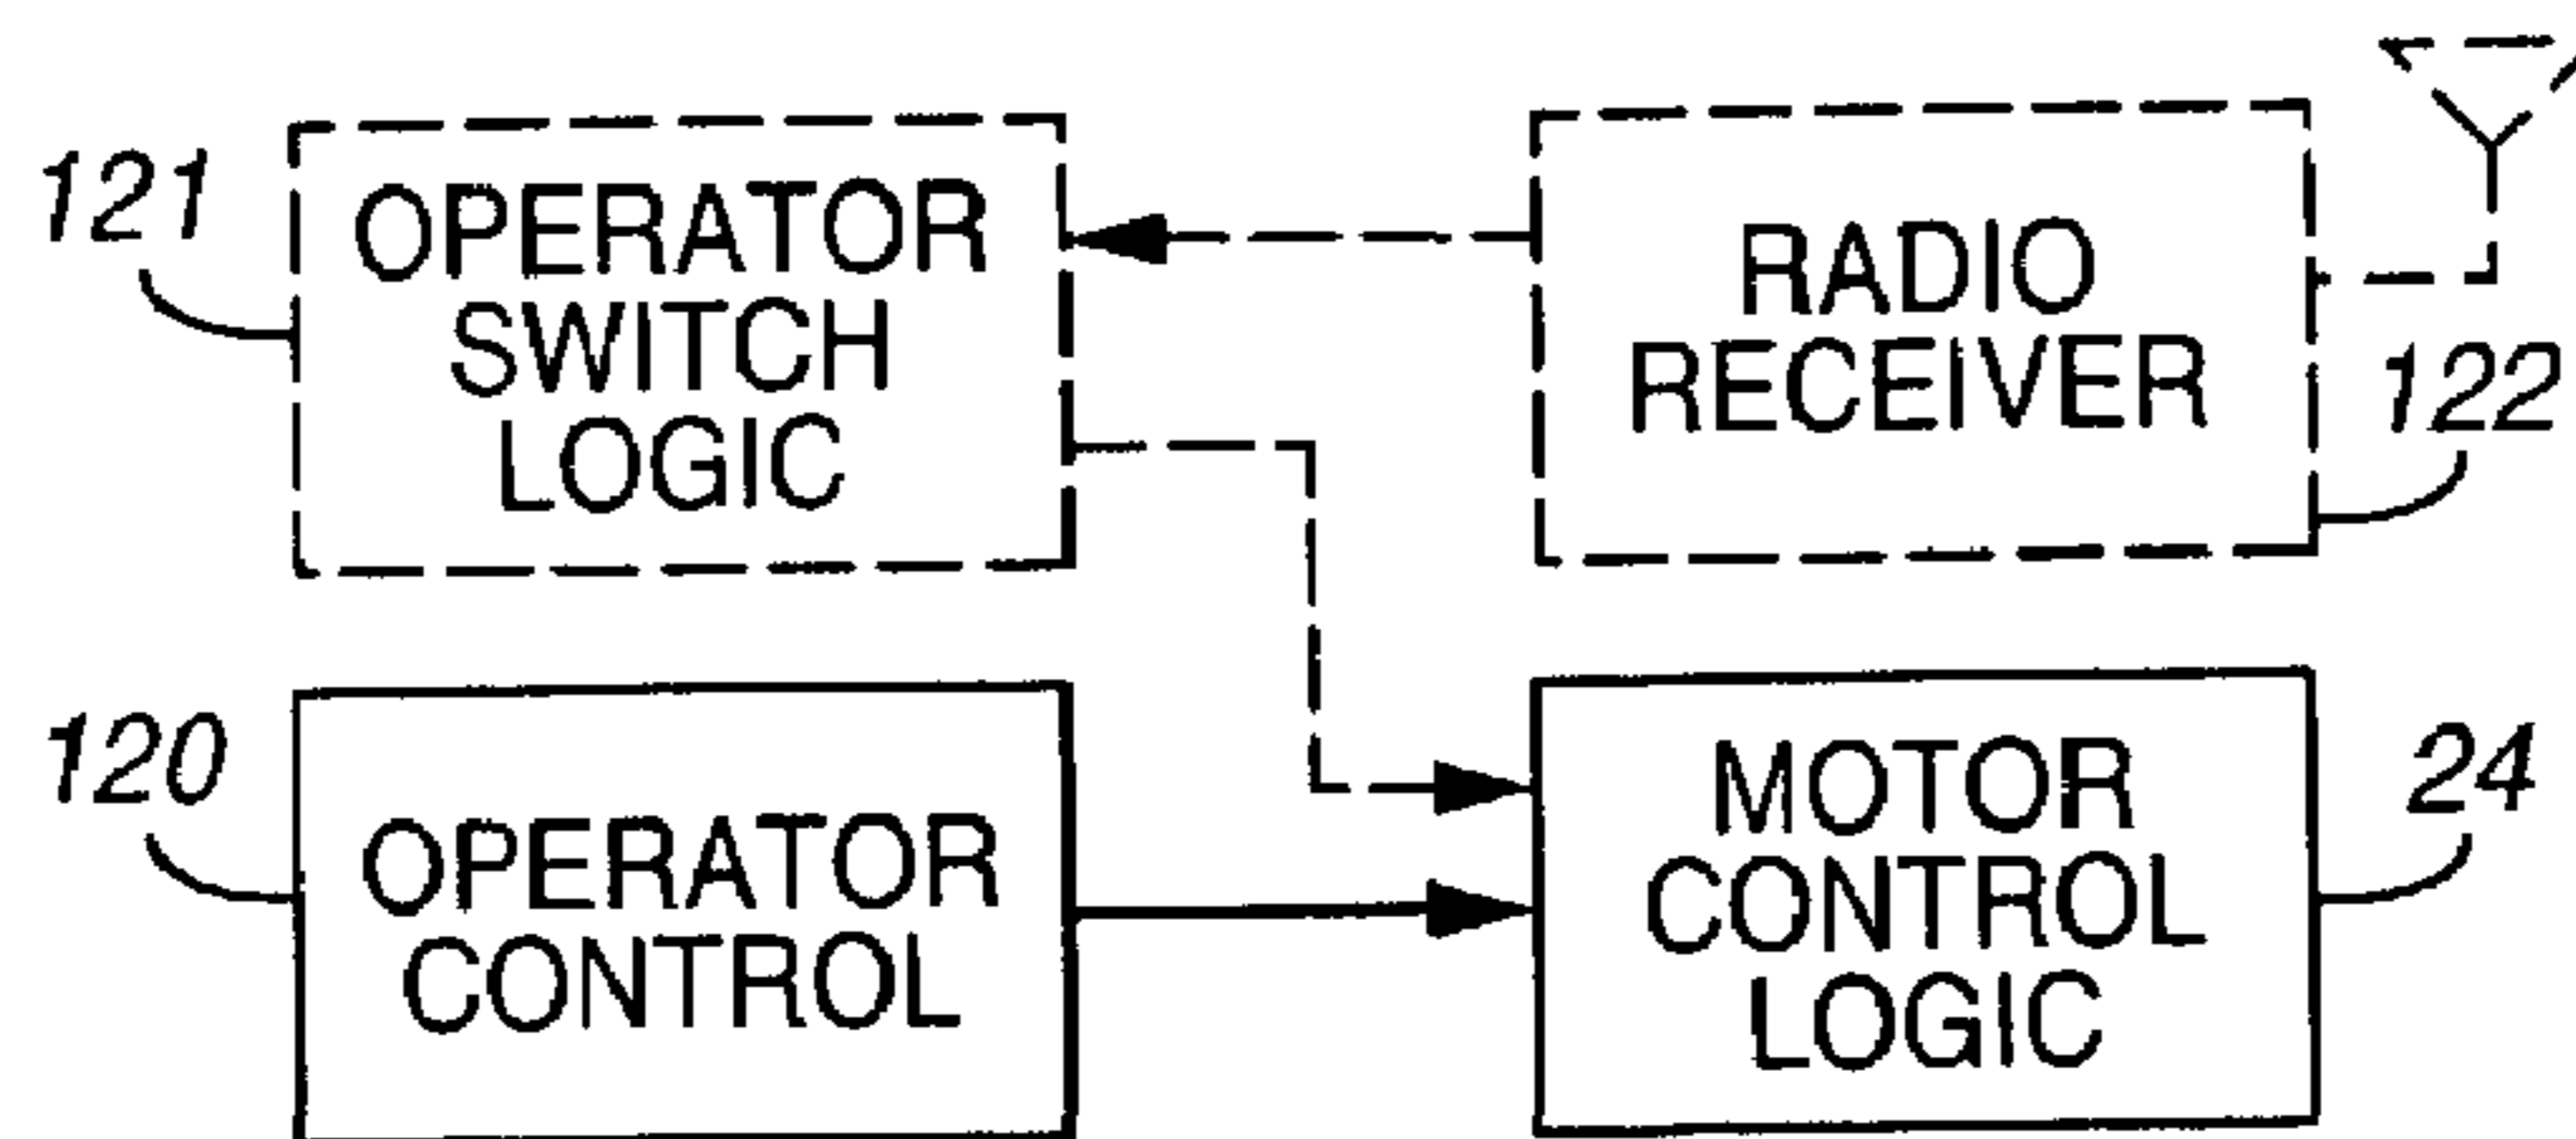 121
OPERATOR
SWITCH
LOGIC
RADIO
RECEIVER
122
120
OPERATOR
CONTROL
MOTOR
CONTROL
LOGIC
24